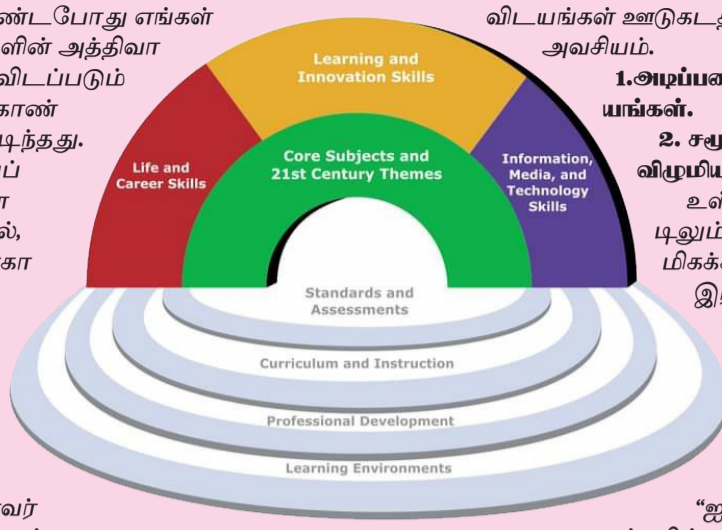 ண்டபோது எங்கள்
ளின் அத்திவா
விடப்படும்
காண்
டிந்தது.
ப்
ா
ல்,
கா
வர்
Learning and
Innovation Skills
Life and
Career Skills
Core Subjects and
21st Century Themes
Information,
Media, and
Technology
Skills
Standards and
Assessments
Curriculum and Instruction
Professional Development
Learning Environments
விடயங்கள் ஊடுகட
அவசியம்.
1.அடிப்ப
யங்கள்.
2. சமூ
விழுமிய
உள்
டிலும்
மிகக்
இ
“ஐ